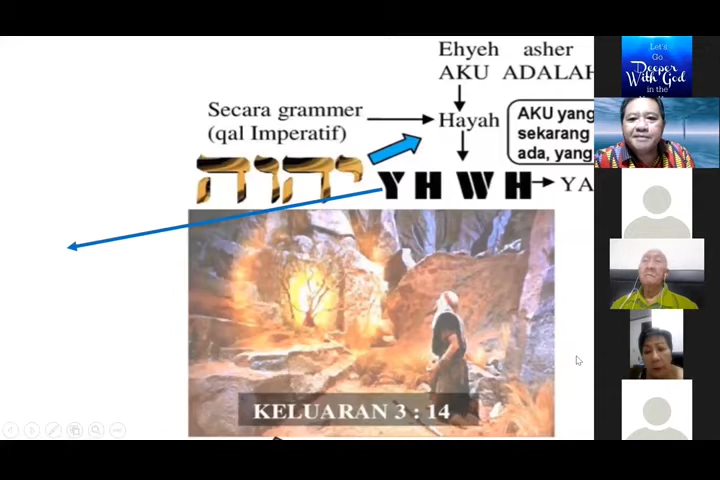 Ehyeh asher
AKU ADALAH
Secara grammer
(qal Imperatif)
Hayah
AKU yang
sekarang
ada, yang
יהוה
YHWH
YA
KELUARAN 3 : 14
Let's
Go
Deeper
With God
in the